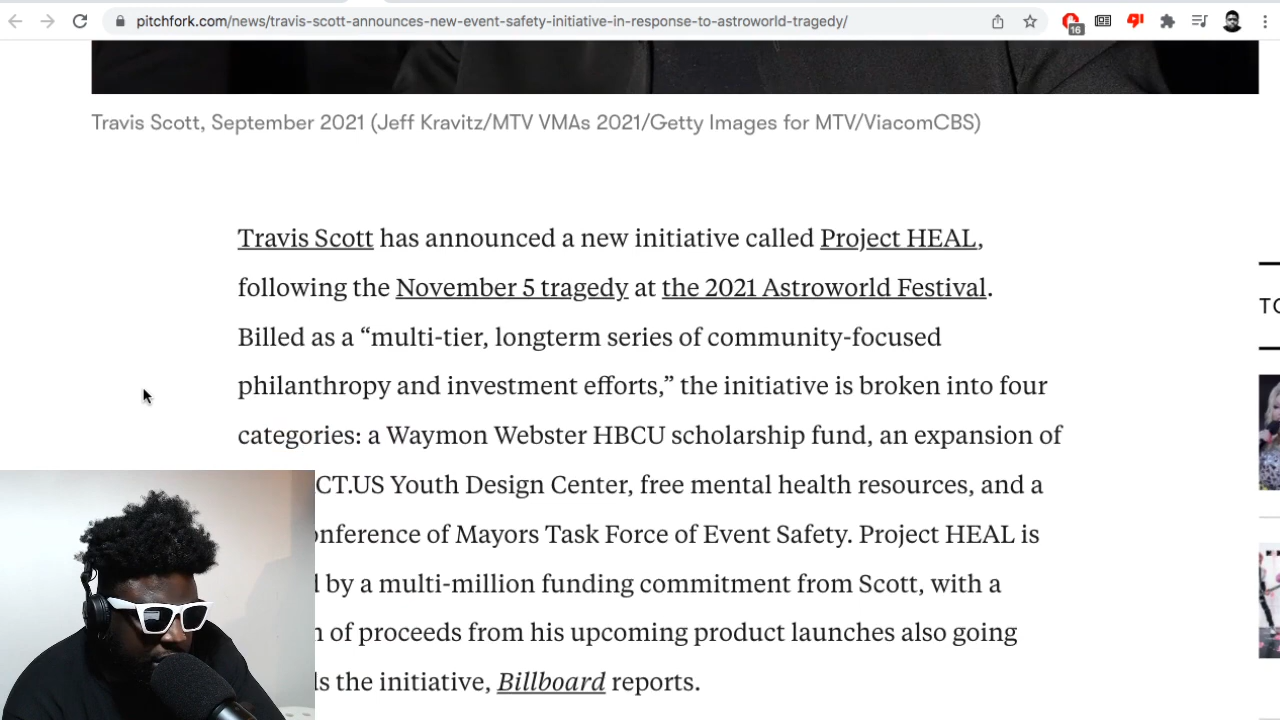 pitchfork.com/news/travis-scott-announces-new-event-safety-initiative-in-response-to-astroworld-tragedy/
16
Travis Scott, September 2021 (Jeff Kravitz/MTV VMAs 2021/Getty Images for MTV/ViacomCBS)
Travis Scott has announced a new initiative called Project HEAL,
following the November 5 tragedy at the 2021 Astroworld Festival.
Billed as a “multi-tier, longterm series of community-focused
philanthropy and investment efforts,” the initiative is broken into four
categories: a Waymon Webster HBCU scholarship fund, an expansion of
CT.US Youth Design Center, free mental health resources, and a
onference of Mayors Task Force of Event Safety. Project HEAL is
by a multi-million funding commitment from Scott, with a
of proceeds from his upcoming product launches also going
the initiative, Billboard reports.